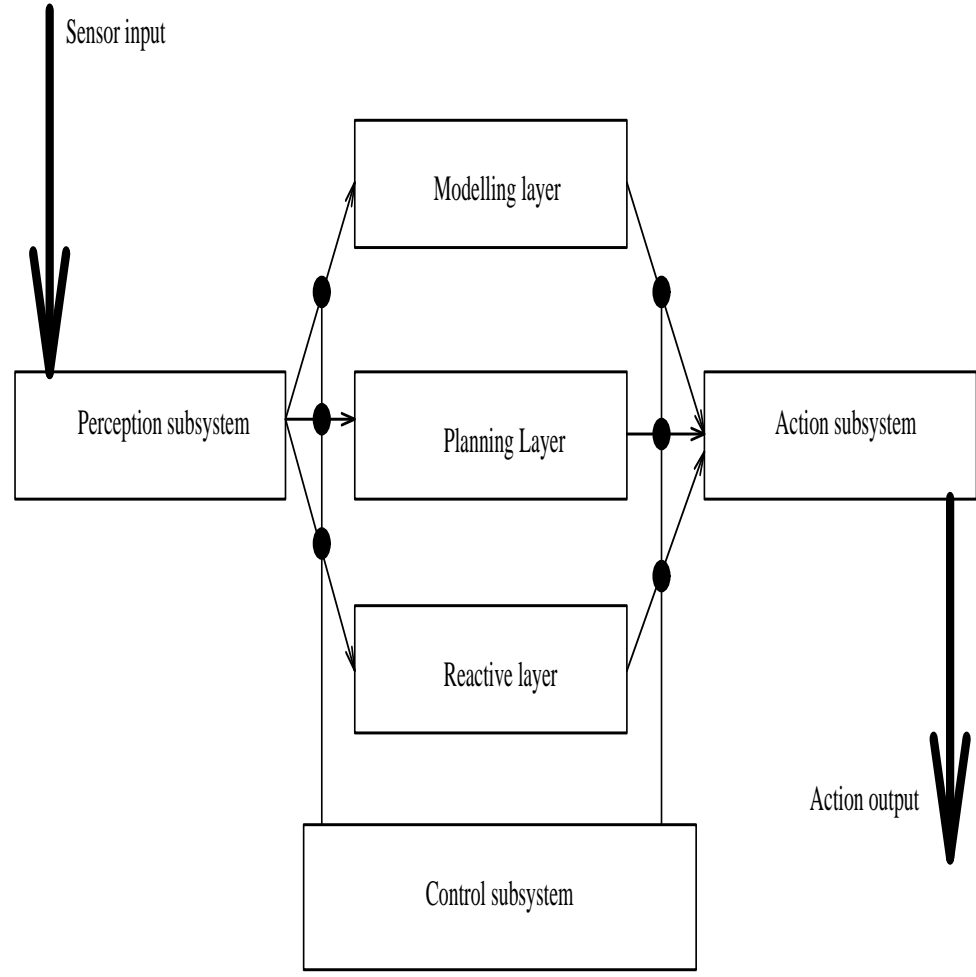 Sensor input
Modelling layer
Perception subsystem
Planning Layer
Action subsystem
Reactive layer
Action output
Control subsystem